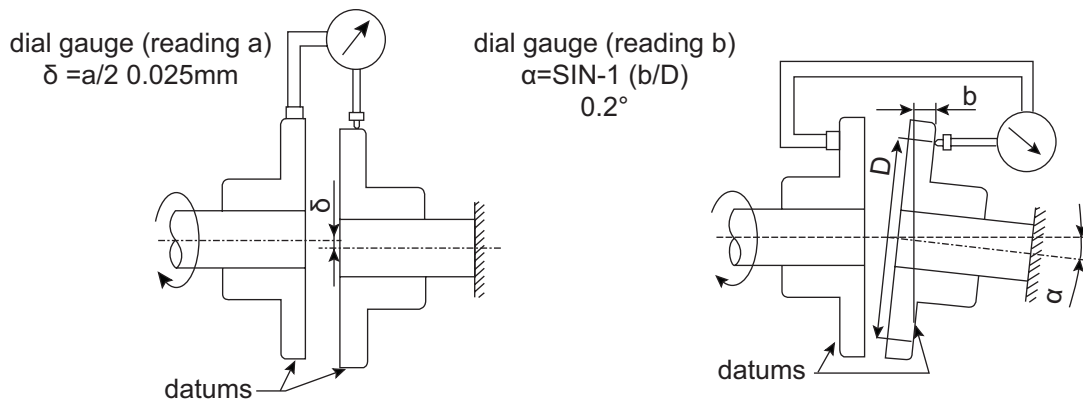 dial gauge (reading a)
δ =a/2 0.025mm
dial gauge (reading b)
α=SIN-1 (b/D)
0.2°
b
D
δ
α
datums
datums